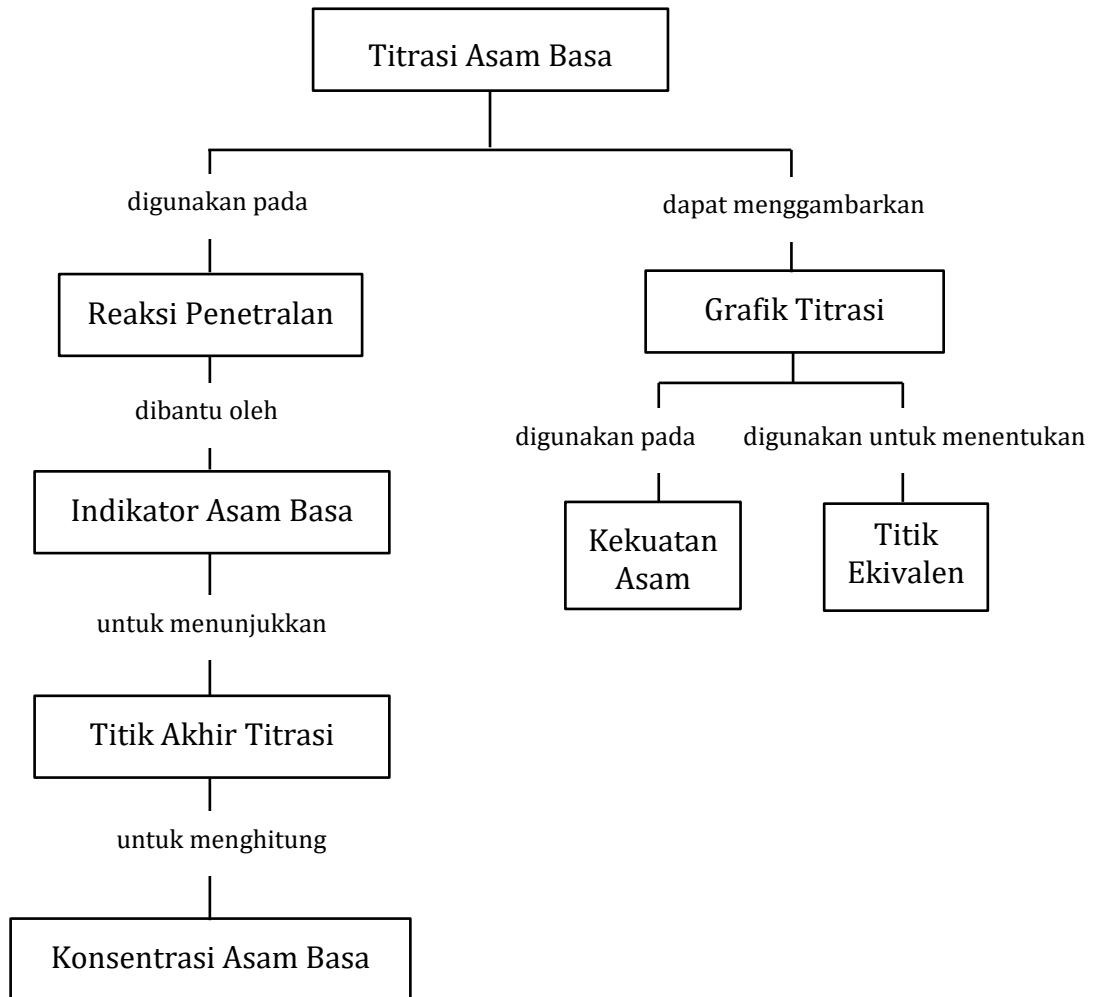 Titrasi Asam Basa
digunakan pada
dapat menggambarkan
Reaksi Penetralan
Grafik Titrasi
dibantu oleh
digunakan pada
digunakan untuk menentukan
Indikator Asam Basa
Kekuatan
Asam
Titik
Ekivalen
untuk menunjukkan
Titik Akhir Titrasi
untuk menghitung
Konsentrasi Asam Basa